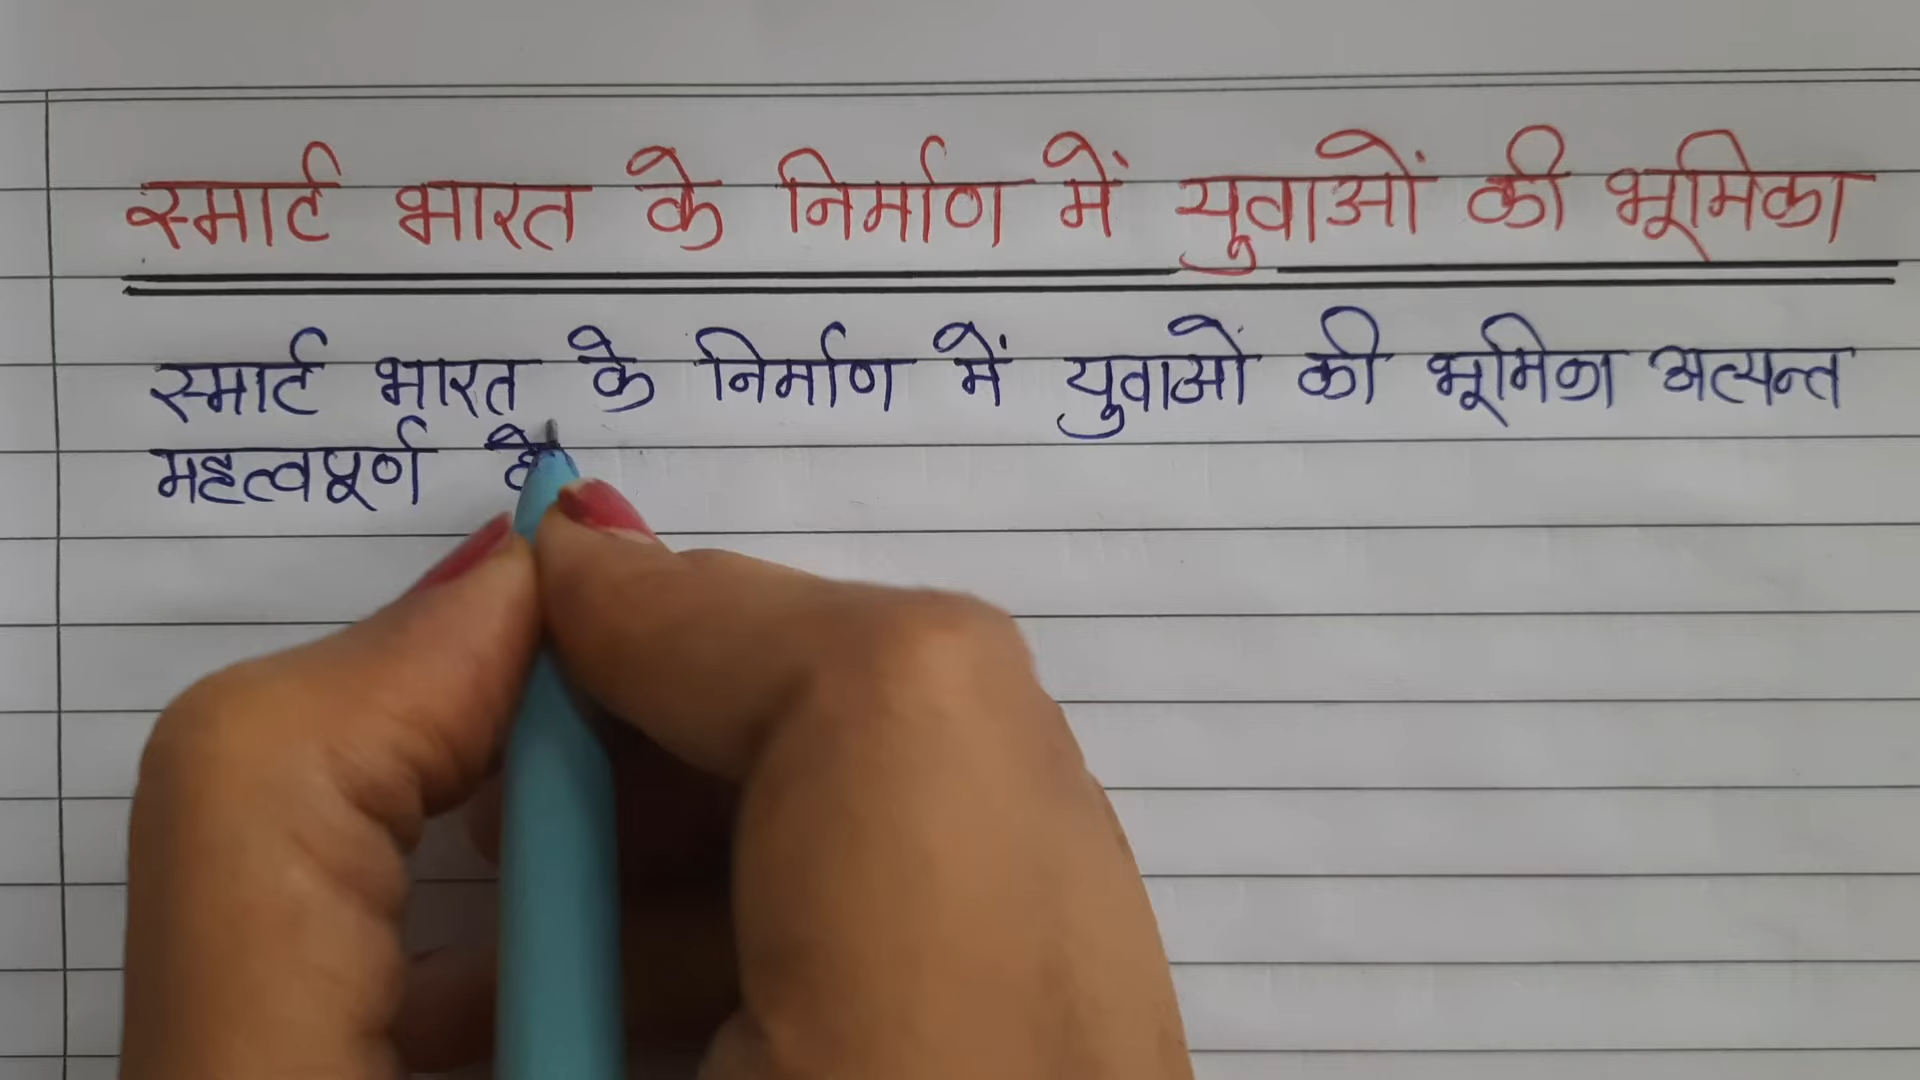 स्मार्ट भारत के निर्माण में युवाओं की भूमिका
स्मार्ट भारत के निर्माण में युवाओं की भूमिका अत्यन्त
महत्वपूर्ण है